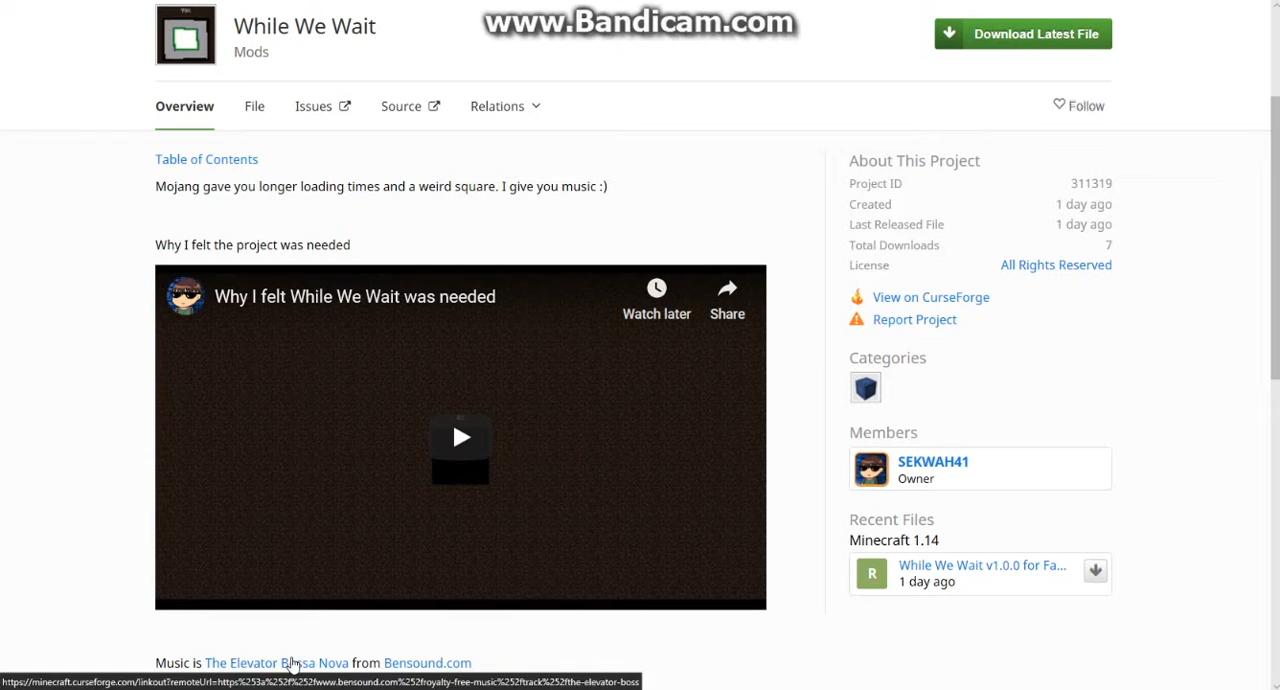 www.Bandicam.com
While We Wait
Mods
Download Latest File
Overview
File
Issues
Source
Relations
Follow
Table of Contents
Mojang gave you longer loading times and a weird square. I give you music :)
Why I felt the project was needed
Why I felt While We Wait was needed
Watch later
Share
Music is The Elevator Bossa Nova from Bensound.com
https://minecraft.curseforge.com/linkout?remoteUrl=https%253a%252f%252fwww.bensound.com%252froyalty-free-music%252ftrack%252fthe-elevator-boss
About This Project
Project ID 311319
Created 1 day ago
Last Released File 1 day ago
Total Downloads 7
License All Rights Reserved
View on CurseForge
Report Project
Categories
Members
SEKWAH41
Owner
Recent Files
Minecraft 1.14
R While We Wait v1.0.0 for Fa...
1 day ago